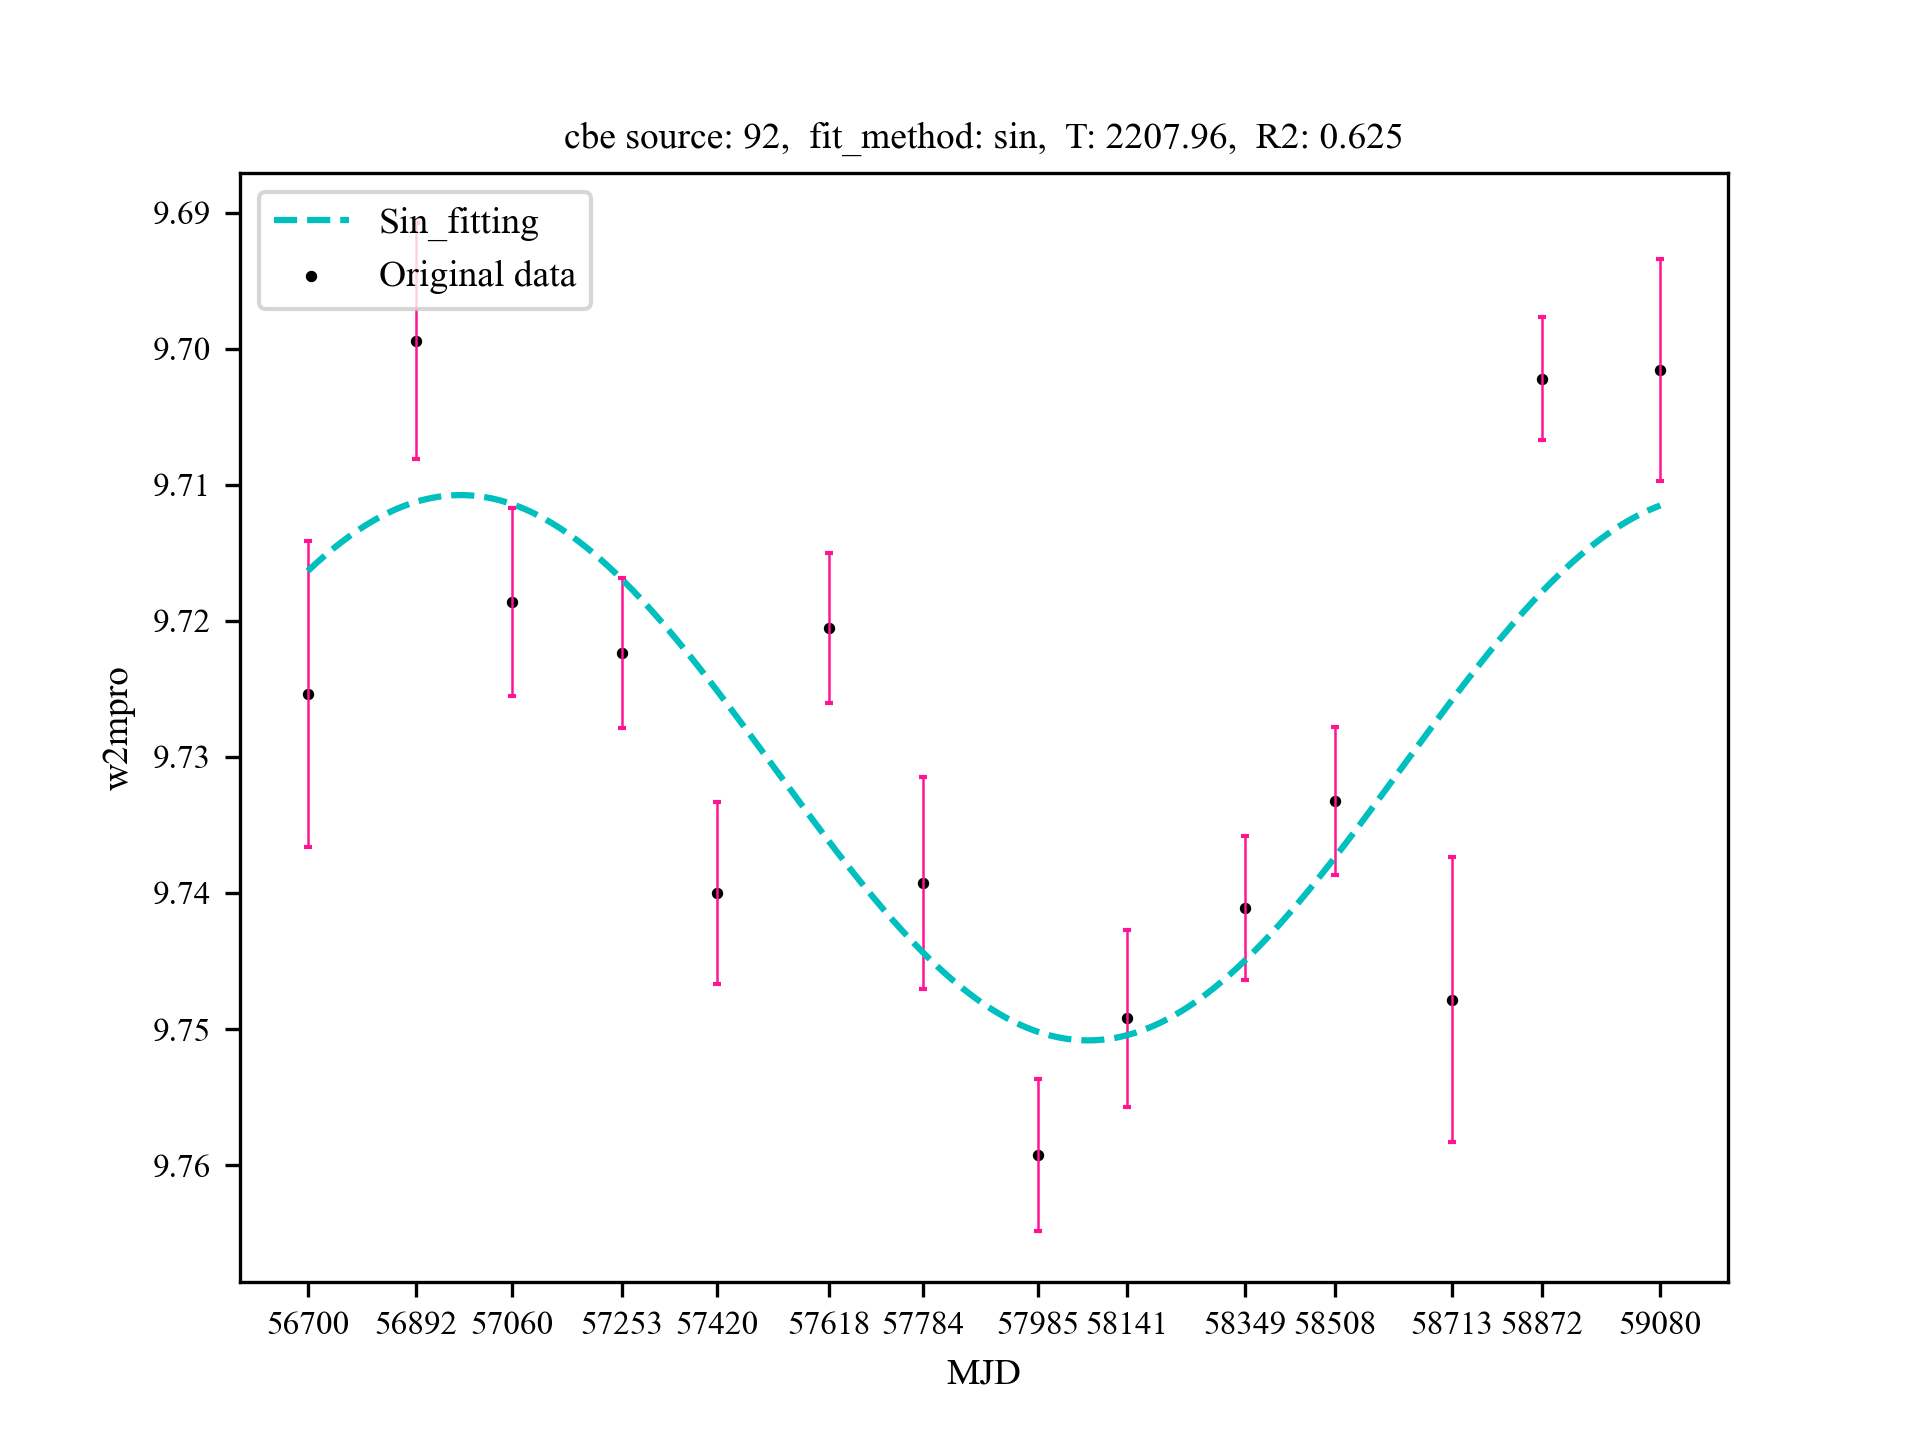 cbe source: 92,  fit_method: sin,  T: 2207.96,  R2: 0.625
Sin_fitting
Original data
9.69
9.70
9.71
9.72
9.73
9.74
9.75
9.76
w2mpro
56700 56892 57060 57253 57420 57618 57784 57985 58141 58349 58508 58713 58872 59080
MJD